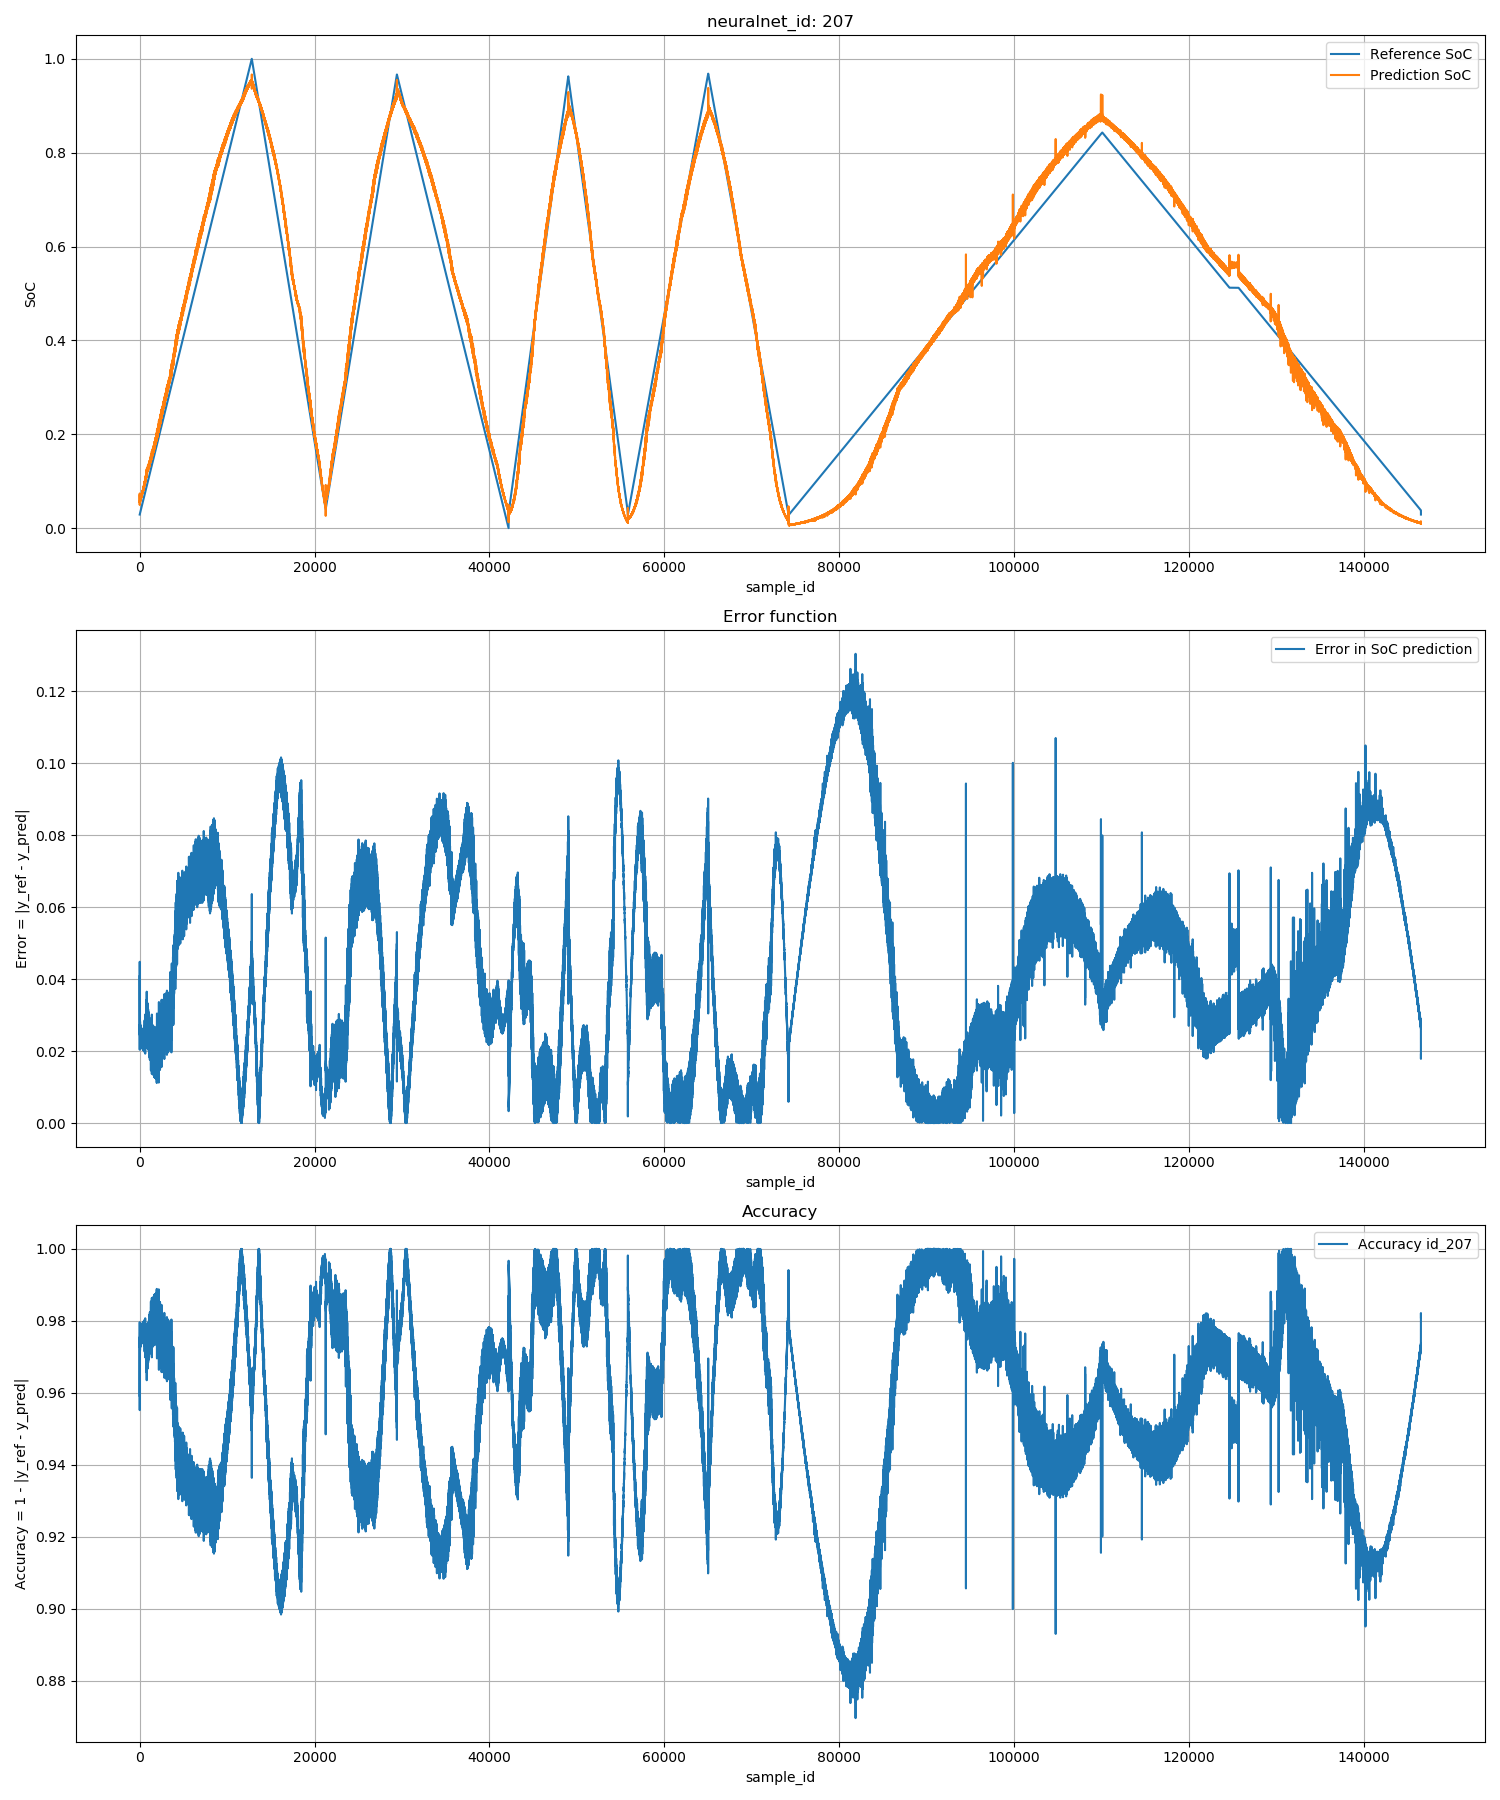 neuralnet_id: 207
Reference SoC
Prediction SoC
SoC
1.0
0.8
0.6
0.4
0.2
0.0
0 20000 40000 60000 80000 100000 120000 140000
sample_id
Error function
Error in SoC prediction
Error = |y_ref - y_pred|
0.12
0.10
0.08
0.06
0.04
0.02
0.00
0 20000 40000 60000 80000 100000 120000 140000
sample_id
Accuracy
Accuracy id_207
Accuracy = 1 - |y_ref - y_pred|
1.00
0.98
0.96
0.94
0.92
0.90
0.88
0 20000 40000 60000 80000 100000 120000 140000
sample_id